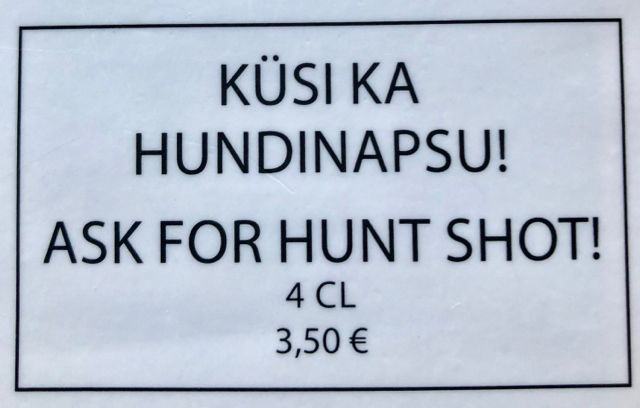 KÜSI KA
HUNDINAPSU!
ASK FOR HUNT SHOT!
4 CL
3,50 €